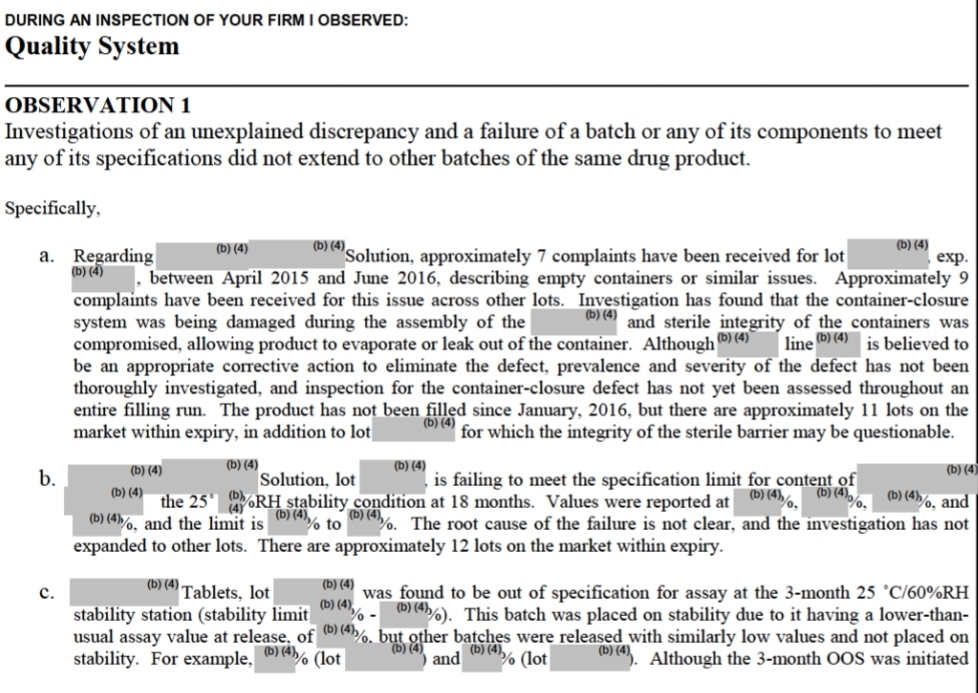 DURING AN INSPECTION OF YOUR FIRM I OBSERVED:
Quality System
OBSERVATION 1
Investigations of an unexplained discrepancy and a failure of a batch or any of its components to meet
any of its specifications did not extend to other batches of the same drug product.
Specifically,
a. Regarding (b) (4) (b) (4) Solution, approximately 7 complaints have been received for lot (b) (4), exp.
(b) (4), between April 2015 and June 2016, describing empty containers or similar issues. Approximately 9
complaints have been received for this issue across other lots. Investigation has found that the container-closure
system was being damaged during the assembly of the (b) (4) and sterile integrity of the containers was
compromised, allowing product to evaporate or leak out of the container. Although (b) (4) line (b) (4) is believed to
be an appropriate corrective action to eliminate the defect, prevalence and severity of the defect has not been
thoroughly investigated, and inspection for the container-closure defect has not yet been assessed throughout an
entire filling run. The product has not been filled since January, 2016, but there are approximately 11 lots on the
market within expiry, in addition to lot (b) (4) for which the integrity of the sterile barrier may be questionable.
b. (b) (4) (b) (4) Solution, lot (b) (4), is failing to meet the specification limit for content of (b) (4)
(b) (4) the 25° (b) (4)%RH stability condition at 18 months. Values were reported at (b) (4)%, (b) (4)%, (b) (4)%, and
(b) (4)%, and the limit is (b) (4)% to (b) (4)%. The root cause of the failure is not clear, and the investigation has not
expanded to other lots. There are approximately 12 lots on the market within expiry.
c. (b) (4) Tablets, lot (b) (4) was found to be out of specification for assay at the 3-month 25 °C/60%RH
stability station (stability limit (b) (4)% - (b) (4)%). This batch was placed on stability due to it having a lower-than-
usual assay value at release, of (b) (4)%, but other batches were released with similarly low values and not placed on
stability. For example, (b) (4)% (lot (b) (4)) and (b) (4)% (lot (b) (4)). Although the 3-month OOS was initiated